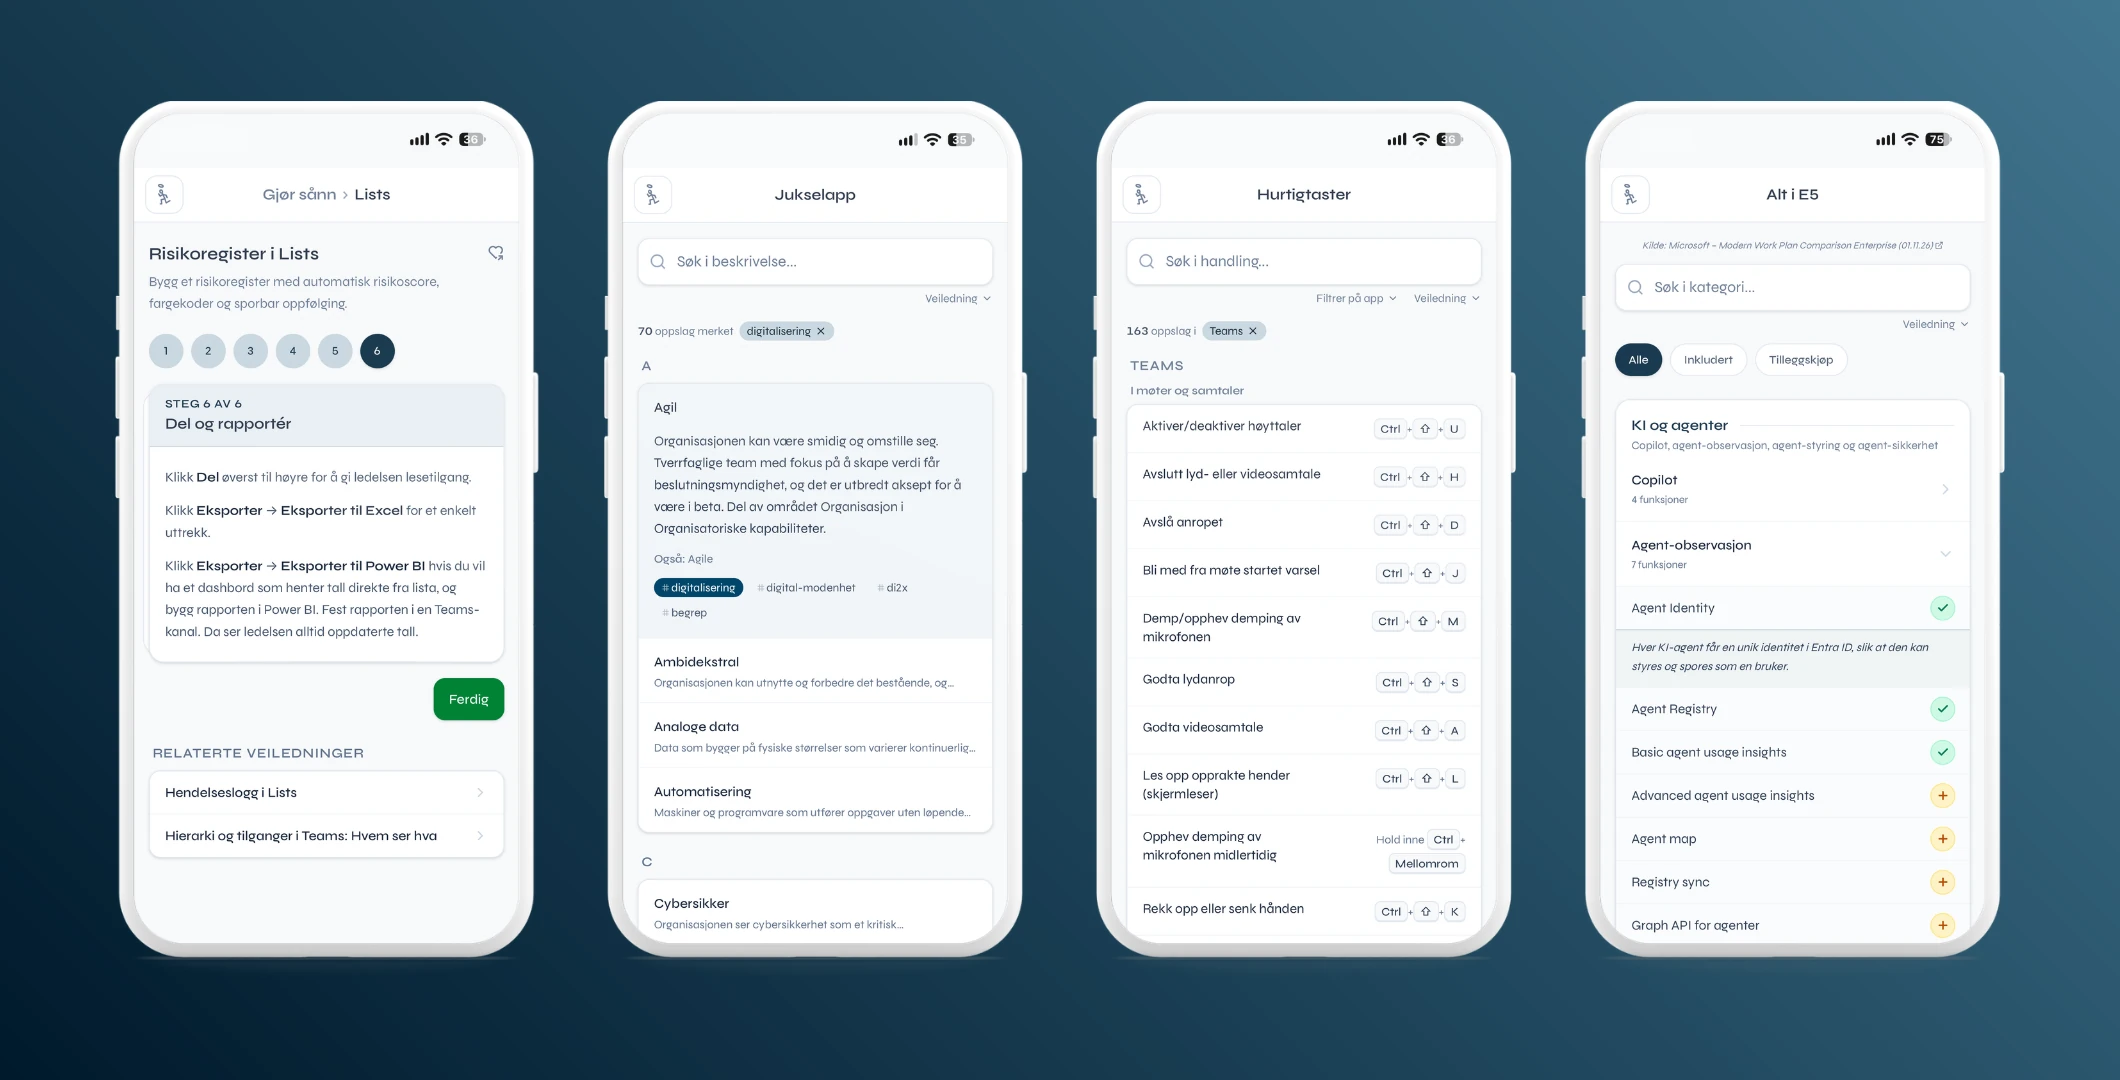 36
Gjør sånn › Lists
Risikoregister i Lists
Bygg et risikoregister med automatisk risikoscore,
fargekoder og sporbar oppfølging.
1 2 3 4 5 6
STEG 6 AV 6
Del og rapportér
Klikk Del øverst til høyre for å gi ledelsen lesetilgang.
Klikk Eksporter → Eksporter til Excel for et enkelt
uttrekk.
Klikk Eksporter → Eksporter til Power BI hvis du vil
ha et dashbord som henter tall direkte fra lista, og
bygg rapporten i Power BI. Fest rapporten i en Teams-
kanal. Da ser ledelsen alltid oppdaterte tall.
Ferdig
RELATERTE VEILEDNINGER
Hendelseslogg i Lists
Hierarki og tilganger i Teams: Hvem ser hva
35
Jukselapp
Søk i beskrivelse...
Veiledning
70 oppslag merket digitalisering ×
A
Agil
Organisasjonen kan være smidig og omstille seg.
Tverrfaglige team med fokus på å skape verdi får
beslutningsmyndighet, og det er utbredt aksept for å
være i beta. Del av området Organisasjon i
Organisatoriske kapabiliteter.
Også: Agile
# digitalisering # digital-modenhet # di2x
# begrep
Ambidekstral
Organisasjonen kan utnytte og forbedre det bestående, og...
Analoge data
Data som bygger på fysiske størrelser som varierer kontinuerlig...
Automatisering
Maskiner og programvare som utfører oppgaver uten løpende...
C
Cybersikker
Organisasjonen ser cybersikkerhet som et kritisk...
36
Hurtigtaster
Søk i handling...
Filtrer på app Veiledning
163 oppslag i Teams ×
TEAMS
I møter og samtaler
Aktiver/deaktiver høyttaler Ctrl + ⇧ + U
Avslutt lyd- eller videosamtale Ctrl + ⇧ + H
Avslå anropet Ctrl + ⇧ + D
Bli med fra møte startet varsel Ctrl + ⇧ + J
Demp/opphev demping av Ctrl + ⇧ + M
mikrofonen
Godta lydanrop Ctrl + ⇧ + S
Godta videosamtale Ctrl + ⇧ + A
Les opp opprakte hender Ctrl + ⇧ + L
(skjermleser)
Opphev demping av Hold inne Ctrl +
mikrofonen midlertidig Mellomrom
Rekk opp eller senk hånden Ctrl + ⇧ + K
75
Alt i E5
Kilde: Microsoft – Modern Work Plan Comparison Enterprise (01.11.26)
Søk i kategori...
Veiledning
Alle Inkludert Tilleggskjøp
KI og agenter
Copilot, agent-observasjon, agent-styring og agent-sikkerhet
Copilot
4 funksjoner
Agent-observasjon
7 funksjoner
Agent Identity
Hver KI-agent får en unik identitet i Entra ID, slik at den kan
styres og spores som en bruker.
Agent Registry
Basic agent usage insights
Advanced agent usage insights
Agent map
Registry sync
Graph API for agenter